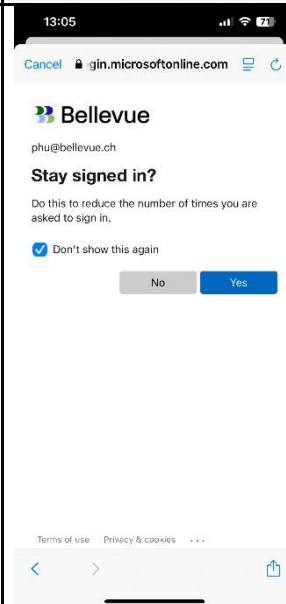 13:05
71
Cancel gin.microsoftonline.com
Bellevue
phu@bellevue.ch
Stay signed in?
Do this to reduce the number of times you are
asked to sign in.
Don't show this again
No Yes
Terms of use Privacy & cookies ...